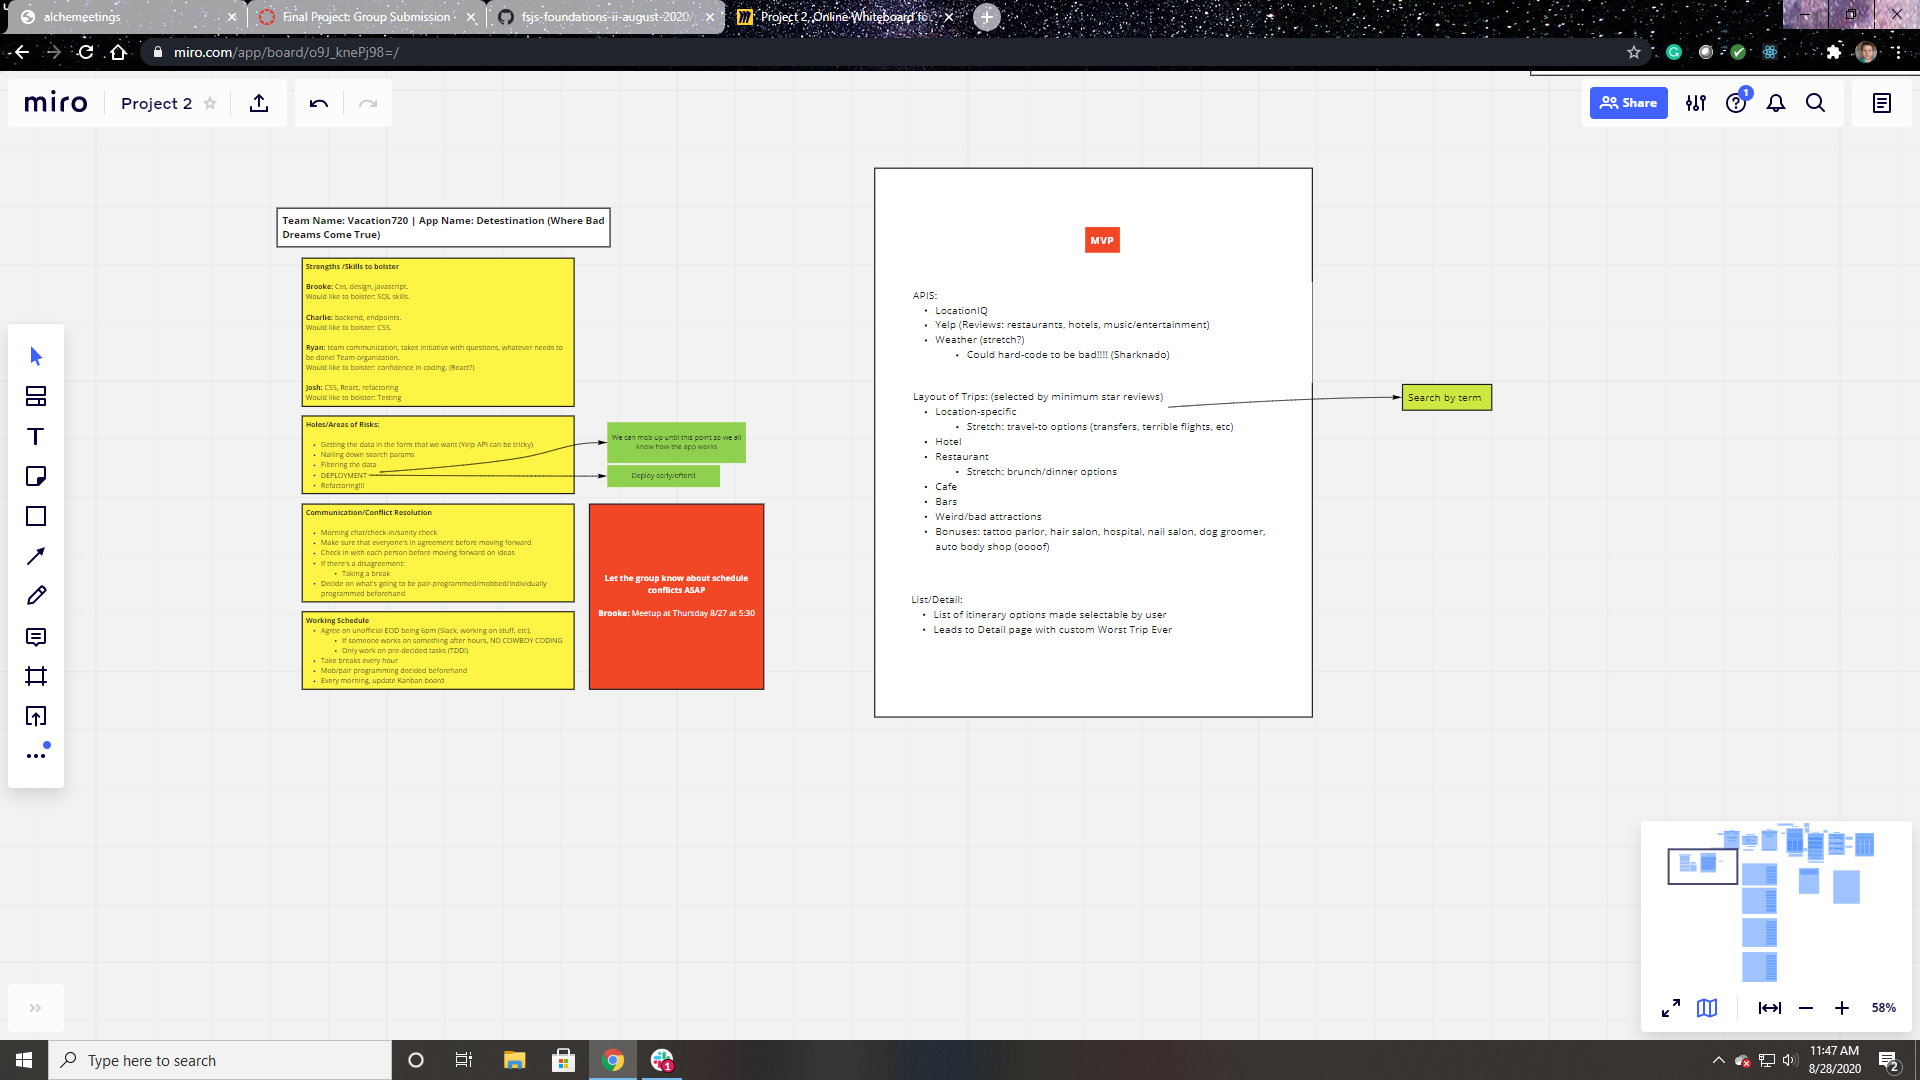 alchemeetings
Final Project: Group Submission
fsjs-foundations-ii-august-2020/
Project 2, Online Whiteboard fo
miro.com/app/board/o9J_knePj98=/
miro
Project 2
Share
1
Team Name: Vacation720 | App Name: Detestination (Where Bad
Dreams Come True)
Strengths /Skills to bolster
Brooke: Css, design, javascript.
Would like to bolster: SQL skills.
Charlie: backend, endpoints.
Would like to bolster: CSS.
Ryan: team communication, takes initiative with questions, whatever needs to
be done! Team organization.
Would like to bolster: confidence in coding. (React?)
Josh: CSS, React, refactoring
Would like to bolster: Testing
Holes/Areas of Risks:
• Getting the data in the form that we want (Yelp API can be tricky)
• Nailing down search params
• Filtering the data
• DEPLOYMENT
• Refactoring!!!
We can mob up until this point so we all
know how the app works
Deploy early/often!!
Communication/Conflict Resolution
• Morning chat/check-in/sanity check
• Make sure that everyone's in agreement before moving forward
• Check in with each person before moving forward on ideas
• If there's a disagreement:
• Taking a break
• Decide on what's going to be pair-programmed/mobbed/individually
programmed beforehand
Working Schedule
• Agree on unofficial EOD being 6pm (Slack, working on stuff, etc).
• If someone works on something after hours, NO COWBOY CODING
• Only work on pre-decided tasks (TDD!)
• Take breaks every hour
• Mob/pair programming decided beforehand
• Every morning, update Kanban board
Let the group know about schedule
conflicts ASAP
Brooke: Meetup at Thursday 8/27 at 5:30
MVP
APIS:
• LocationIQ
• Yelp (Reviews: restaurants, hotels, music/entertainment)
• Weather (stretch?)
• Could hard-code to be bad!!!! (Sharknado)
Layout of Trips: (selected by minimum star reviews)
• Location-specific
• Stretch: travel-to options (transfers, terrible flights, etc)
• Hotel
• Restaurant
• Stretch: brunch/dinner options
• Cafe
• Bars
• Weird/bad attractions
• Bonuses: tattoo parlor, hair salon, hospital, nail salon, dog groomer,
auto body shop (oooof)
List/Detail:
• List of itinerary options made selectable by user
• Leads to Detail page with custom Worst Trip Ever
Search by term
58%
Type here to search
1
11:47 AM
8/28/2020
2